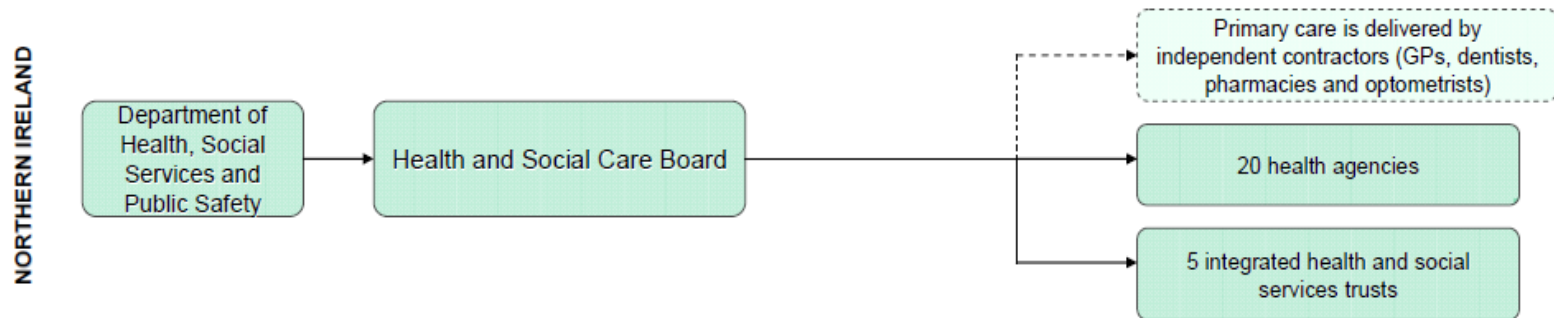 NORTHERN IRELAND
Department of
Health, Social
Services and
Public Safety
Health and Social Care Board
Primary care is delivered by
independent contractors (GPs, dentists,
pharmacies and optometrists)
20 health agencies
5 integrated health and social
services trusts